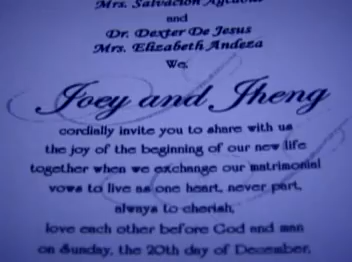 Mrs. Salvacion
and
Dr. Dexter De Jesus
Mrs. Elizabeth Andeza
We,
Joey and Jheng
cordially invite you to share with us
the joy of the beginning of our new life
together when we exchange our matrimonial
vows to live as one heart, never part,
always to cherish,
love each other before God and man
on Sunday, the 20th day of December,